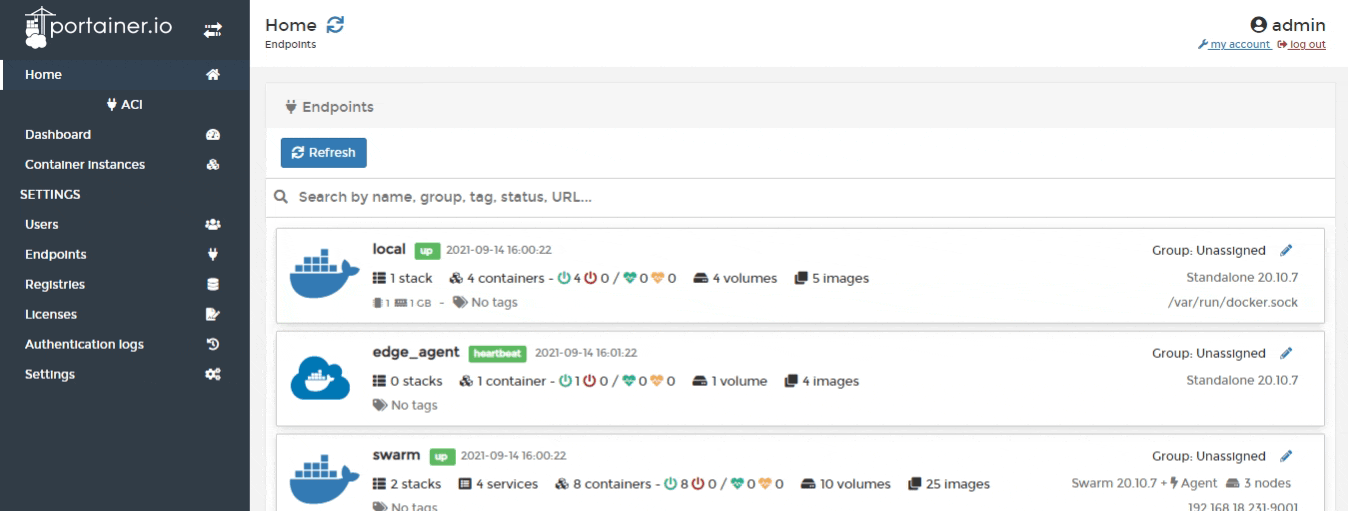 portainer.io
Home
ACI
Dashboard
Container instances
SETTINGS
Users
Endpoints
Registries
Licenses
Authentication logs
Settings
Home
Endpoints
admin
my account log out
Endpoints
Refresh
Search by name, group, tag, status, URL...
local up 2021-09-14 16:00:22 Group: Unassigned
1 stack 4 containers - 4 0 / 0 0 4 volumes 5 images Standalone 20.10.7
1 1 GB - No tags /var/run/docker.sock
edge_agent heartbeat 2021-09-14 16:01:22 Group: Unassigned
0 stacks 1 container - 1 0 / 0 0 1 volume 4 images Standalone 20.10.7
No tags
swarm up 2021-09-14 16:00:22 Group: Unassigned
2 stacks 4 services 8 containers - 8 0 / 0 0 10 volumes 25 images Swarm 20.10.7 + Agent 3 nodes
No tags 192.168.18.231:9001